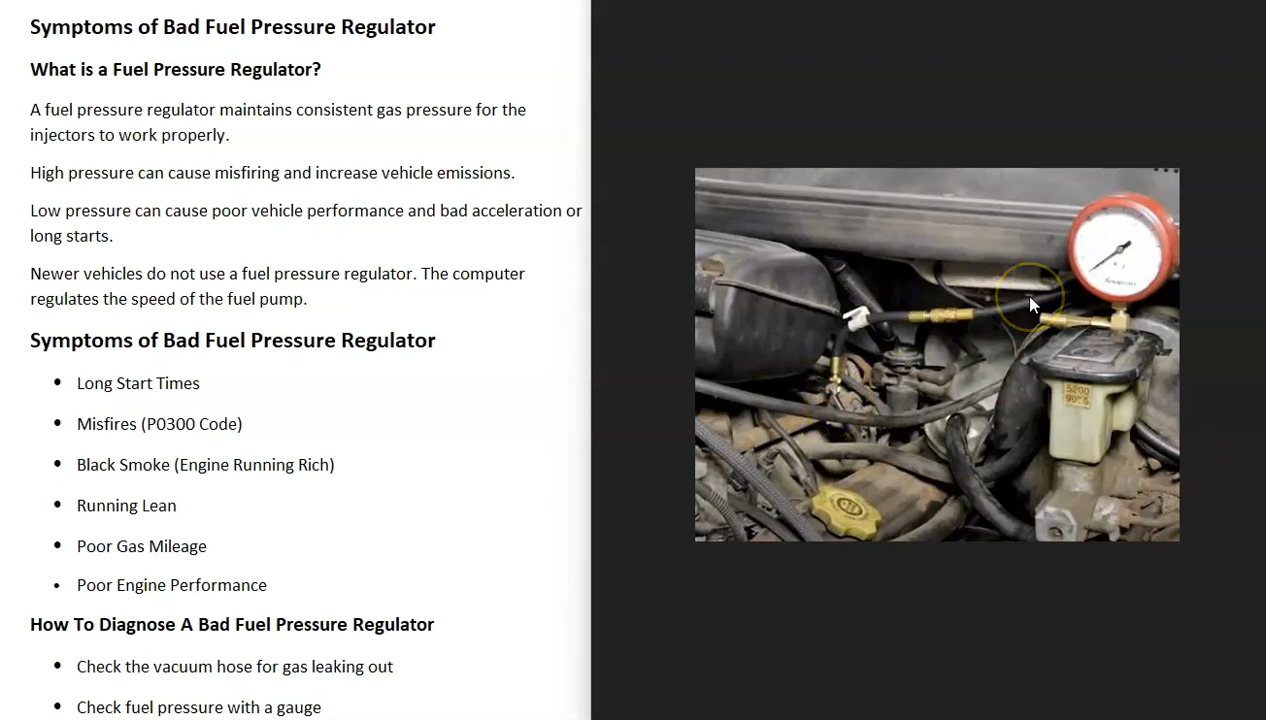 Symptoms of Bad Fuel Pressure Regulator
What is a Fuel Pressure Regulator?
A fuel pressure regulator maintains consistent gas pressure for the
injectors to work properly.
High pressure can cause misfiring and increase vehicle emissions.
Low pressure can cause poor vehicle performance and bad acceleration or
long starts.
Newer vehicles do not use a fuel pressure regulator. The computer
regulates the speed of the fuel pump.
Symptoms of Bad Fuel Pressure Regulator
• Long Start Times
• Misfires (P0300 Code)
• Black Smoke (Engine Running Rich)
• Running Lean
• Poor Gas Mileage
• Poor Engine Performance
How To Diagnose A Bad Fuel Pressure Regulator
• Check the vacuum hose for gas leaking out
• Check fuel pressure with a gauge
Snap-on
5200